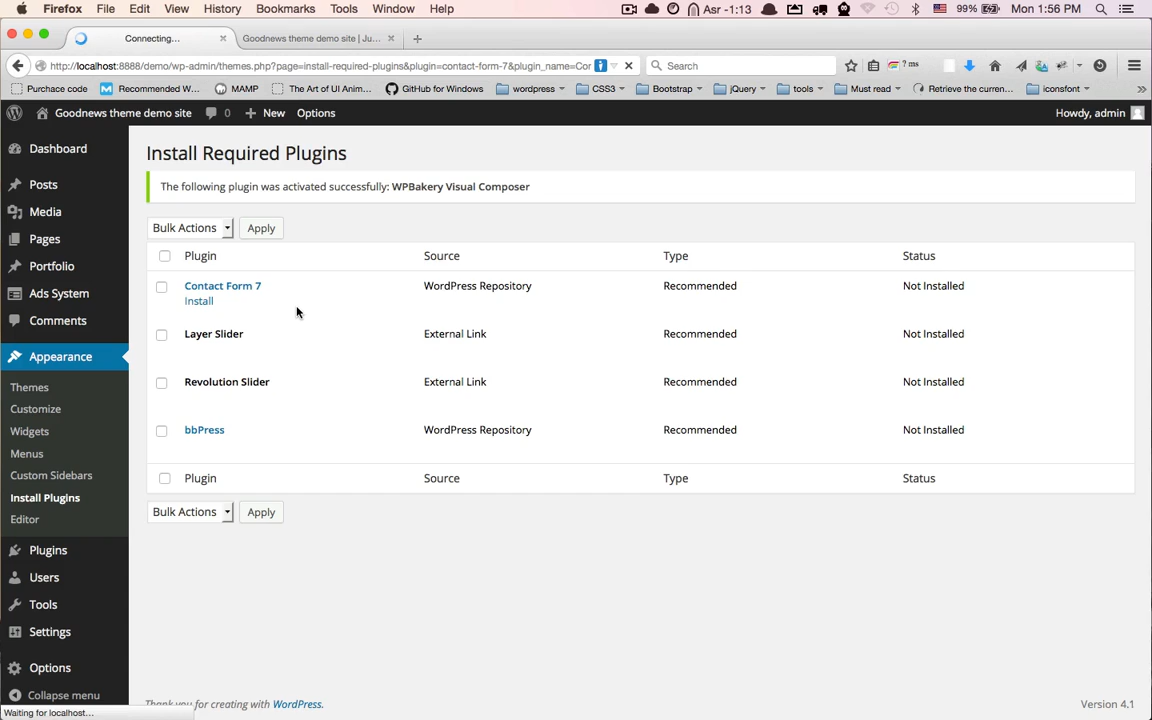 Firefox File Edit View History Bookmarks Tools Window Help Asr -1:13 99% Mon 1:56 PM
Connecting... Goodnews theme demo site | Ju...
http://localhost:8888/demo/wp-admin/themes.php?page=install-required-plugins&plugin=contact-form-7&plugin_name=Cor Search ? ms
Purchace code Recommended W... MAMP The Art of UI Anim... GitHub for Windows wordpress CSS3 Bootstrap jQuery tools Must read Retrieve the curren... iconsfont »
Goodnews theme demo site 0 New Options Howdy, admin
Dashboard
Posts
Media
Pages
Portfolio
Ads System
Comments
Appearance
Themes
Customize
Widgets
Menus
Custom Sidebars
Install Plugins
Editor
Plugins
Users
Tools
Settings
Options
Collapse menu
Waiting for localhost...
Install Required Plugins
The following plugin was activated successfully: WPBakery Visual Composer
Bulk Actions Apply
Plugin Source Type Status
Contact Form 7 WordPress Repository Recommended Not Installed
Install
Layer Slider External Link Recommended Not Installed
Revolution Slider External Link Recommended Not Installed
bbPress WordPress Repository Recommended Not Installed
Plugin Source Type Status
Bulk Actions Apply
Thank you for creating with WordPress. Version 4.1